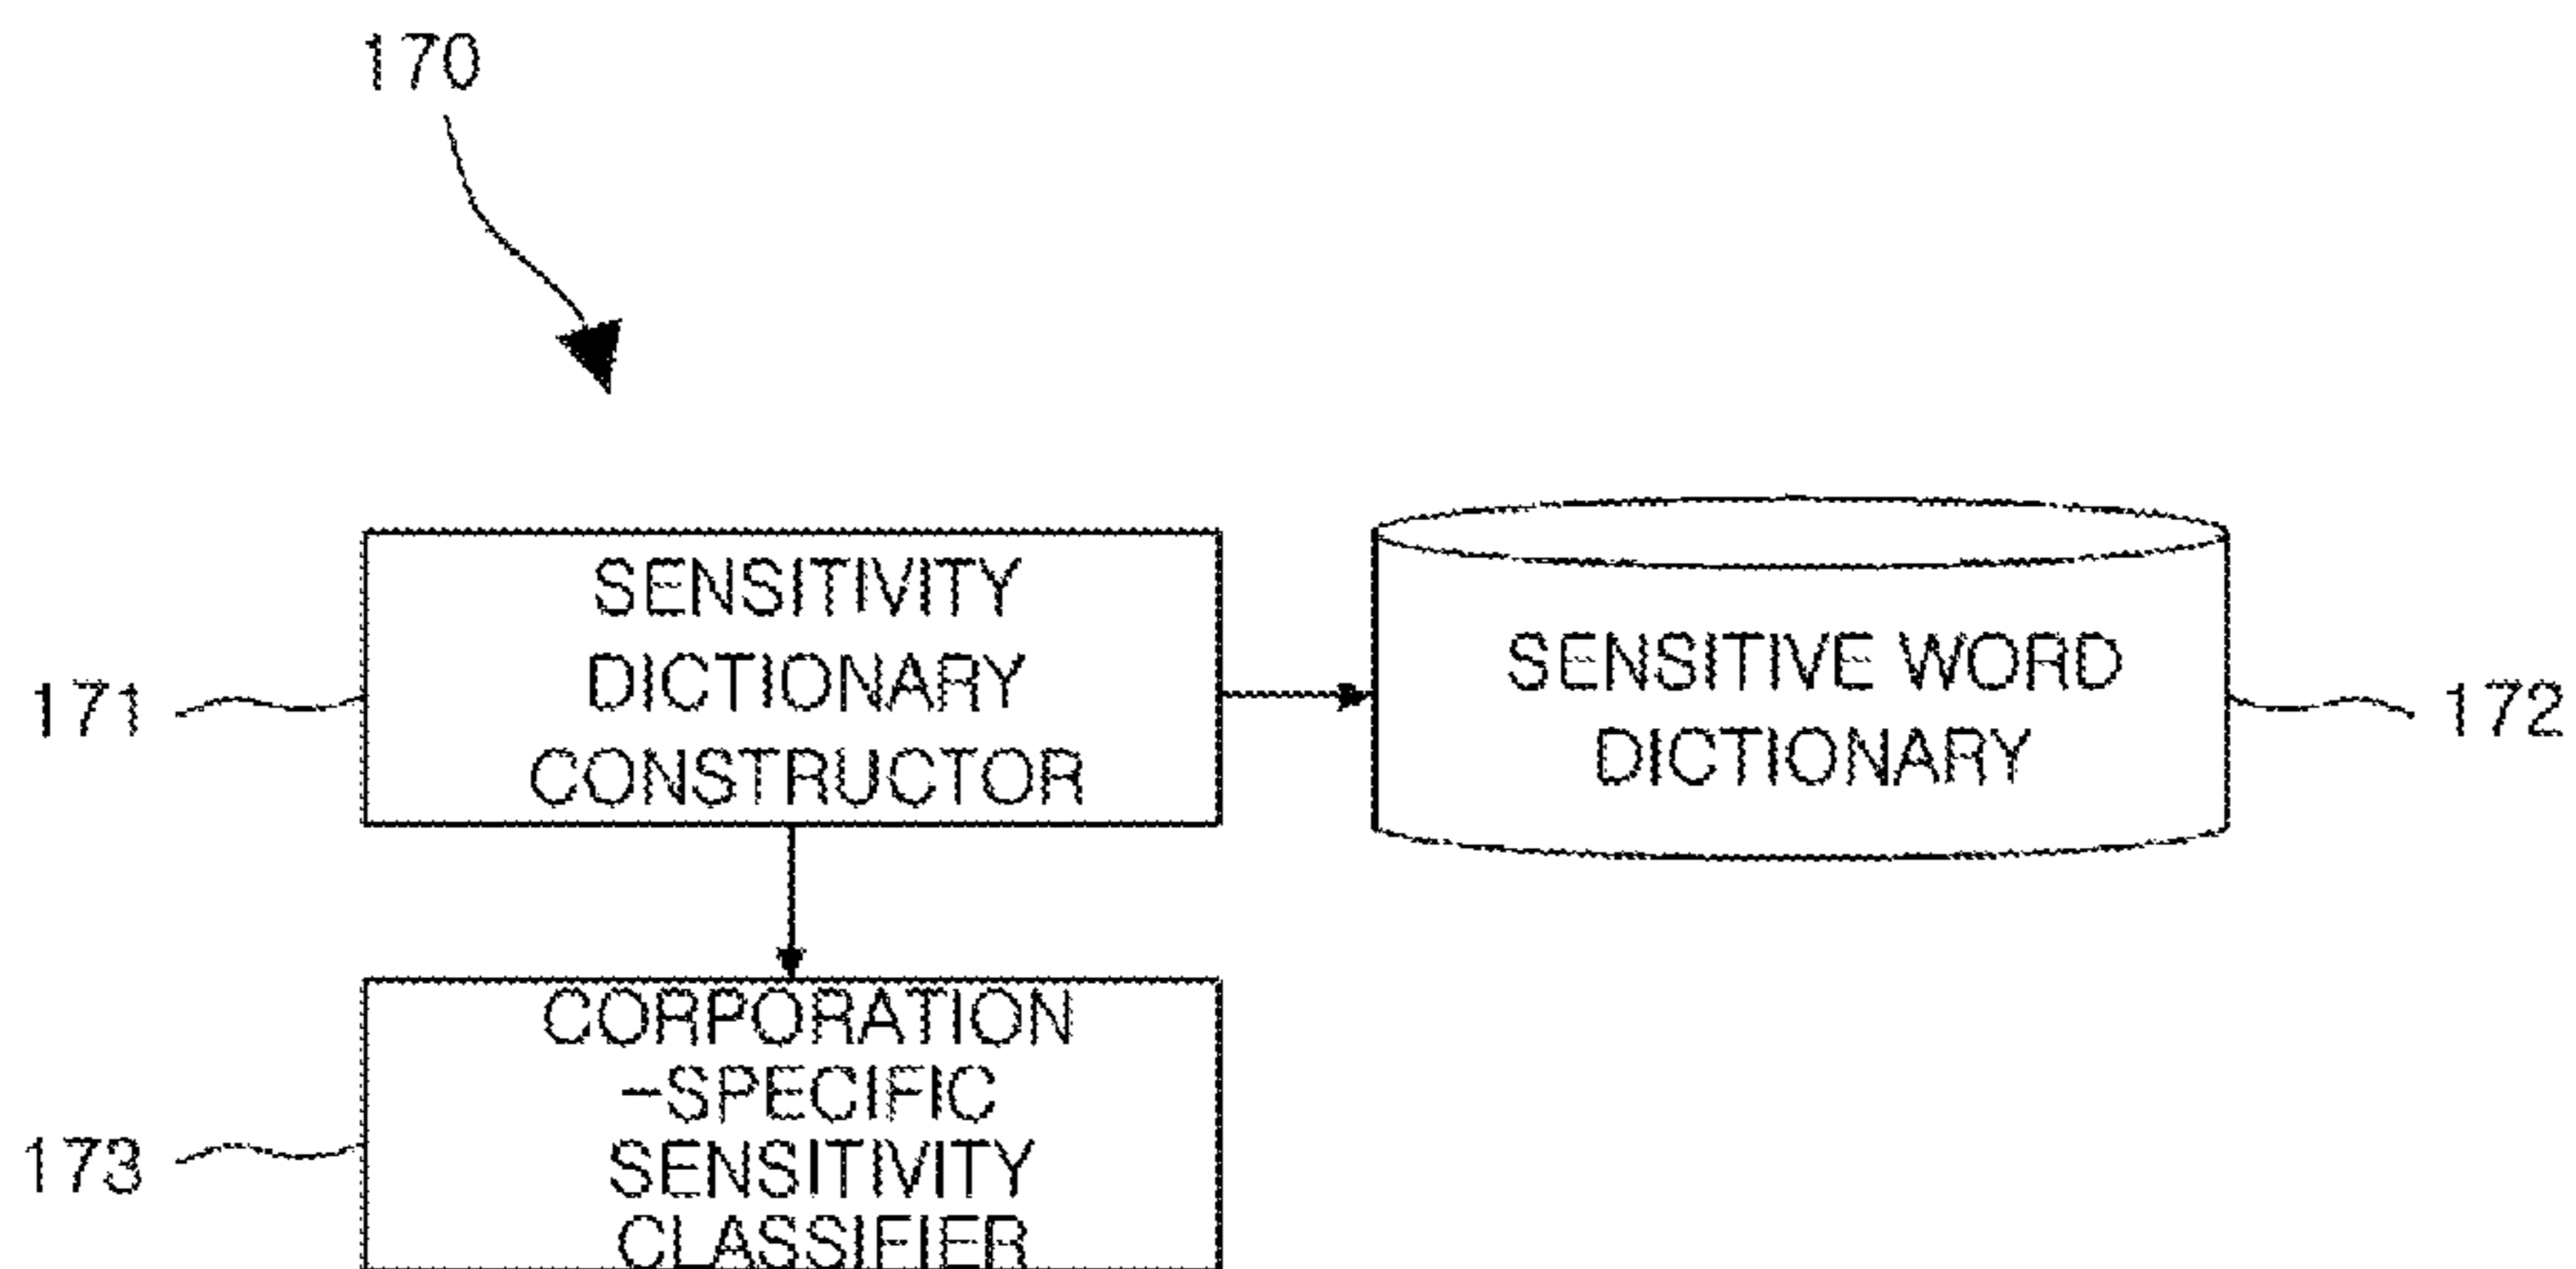 170
SENSITIVITY
DICTIONARY
CONSTRUCTOR
171
SENSITIVE WORD
DICTIONARY
172
CORPORATION
-SPECIFIC
SENSITIVITY
CLASSIFIER
173